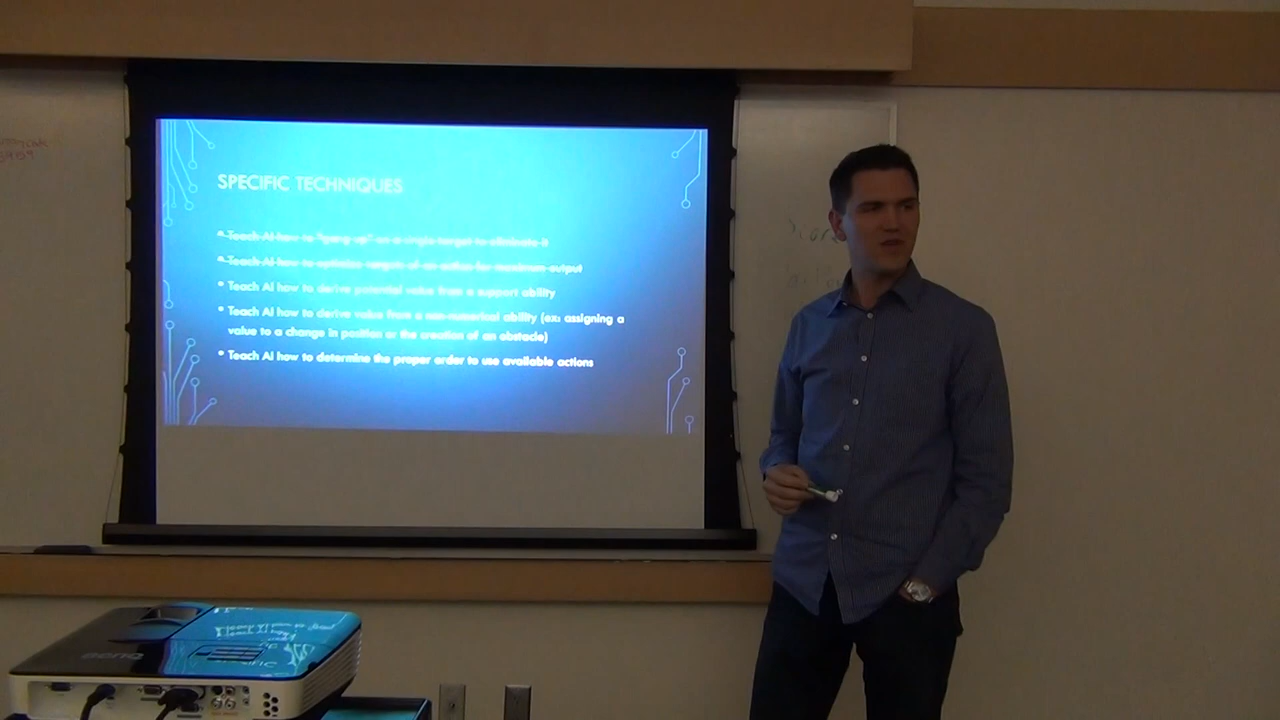 SPECIFIC TECHNIQUES
Teach AI how to "gang up" on a single target to eliminate it
Teach AI how to optimize targets of an action for maximum output
Teach AI how to derive potential value from a support ability
Teach AI how to derive value from a non-numerical ability (ex: assigning a
value to a change in position or the creation of an obstacle)
Teach AI how to determine the proper order to use available actions
BENQ